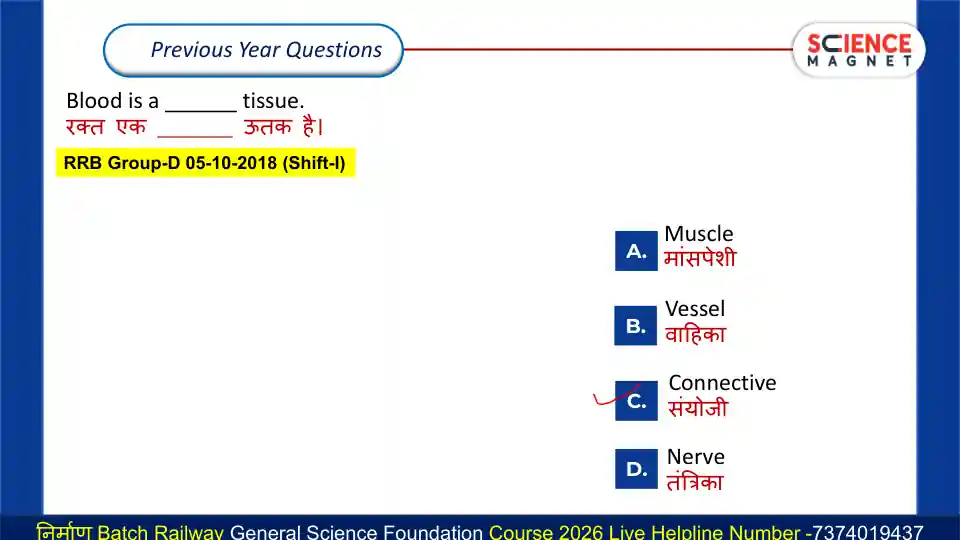 Previous Year Questions
SCIENCE
MAGNET
Blood is a ______ tissue.
रक्त एक _______ ऊतक है।
RRB Group-D 05-10-2018 (Shift-I)
A. Muscle
मांसपेशी
B. Vessel
वाहिका
C. Connective
संयोजी
D. Nerve
तंत्रिका
निर्माण Batch Railway General Science Foundation Course 2026 Live Helpline Number -7374019437